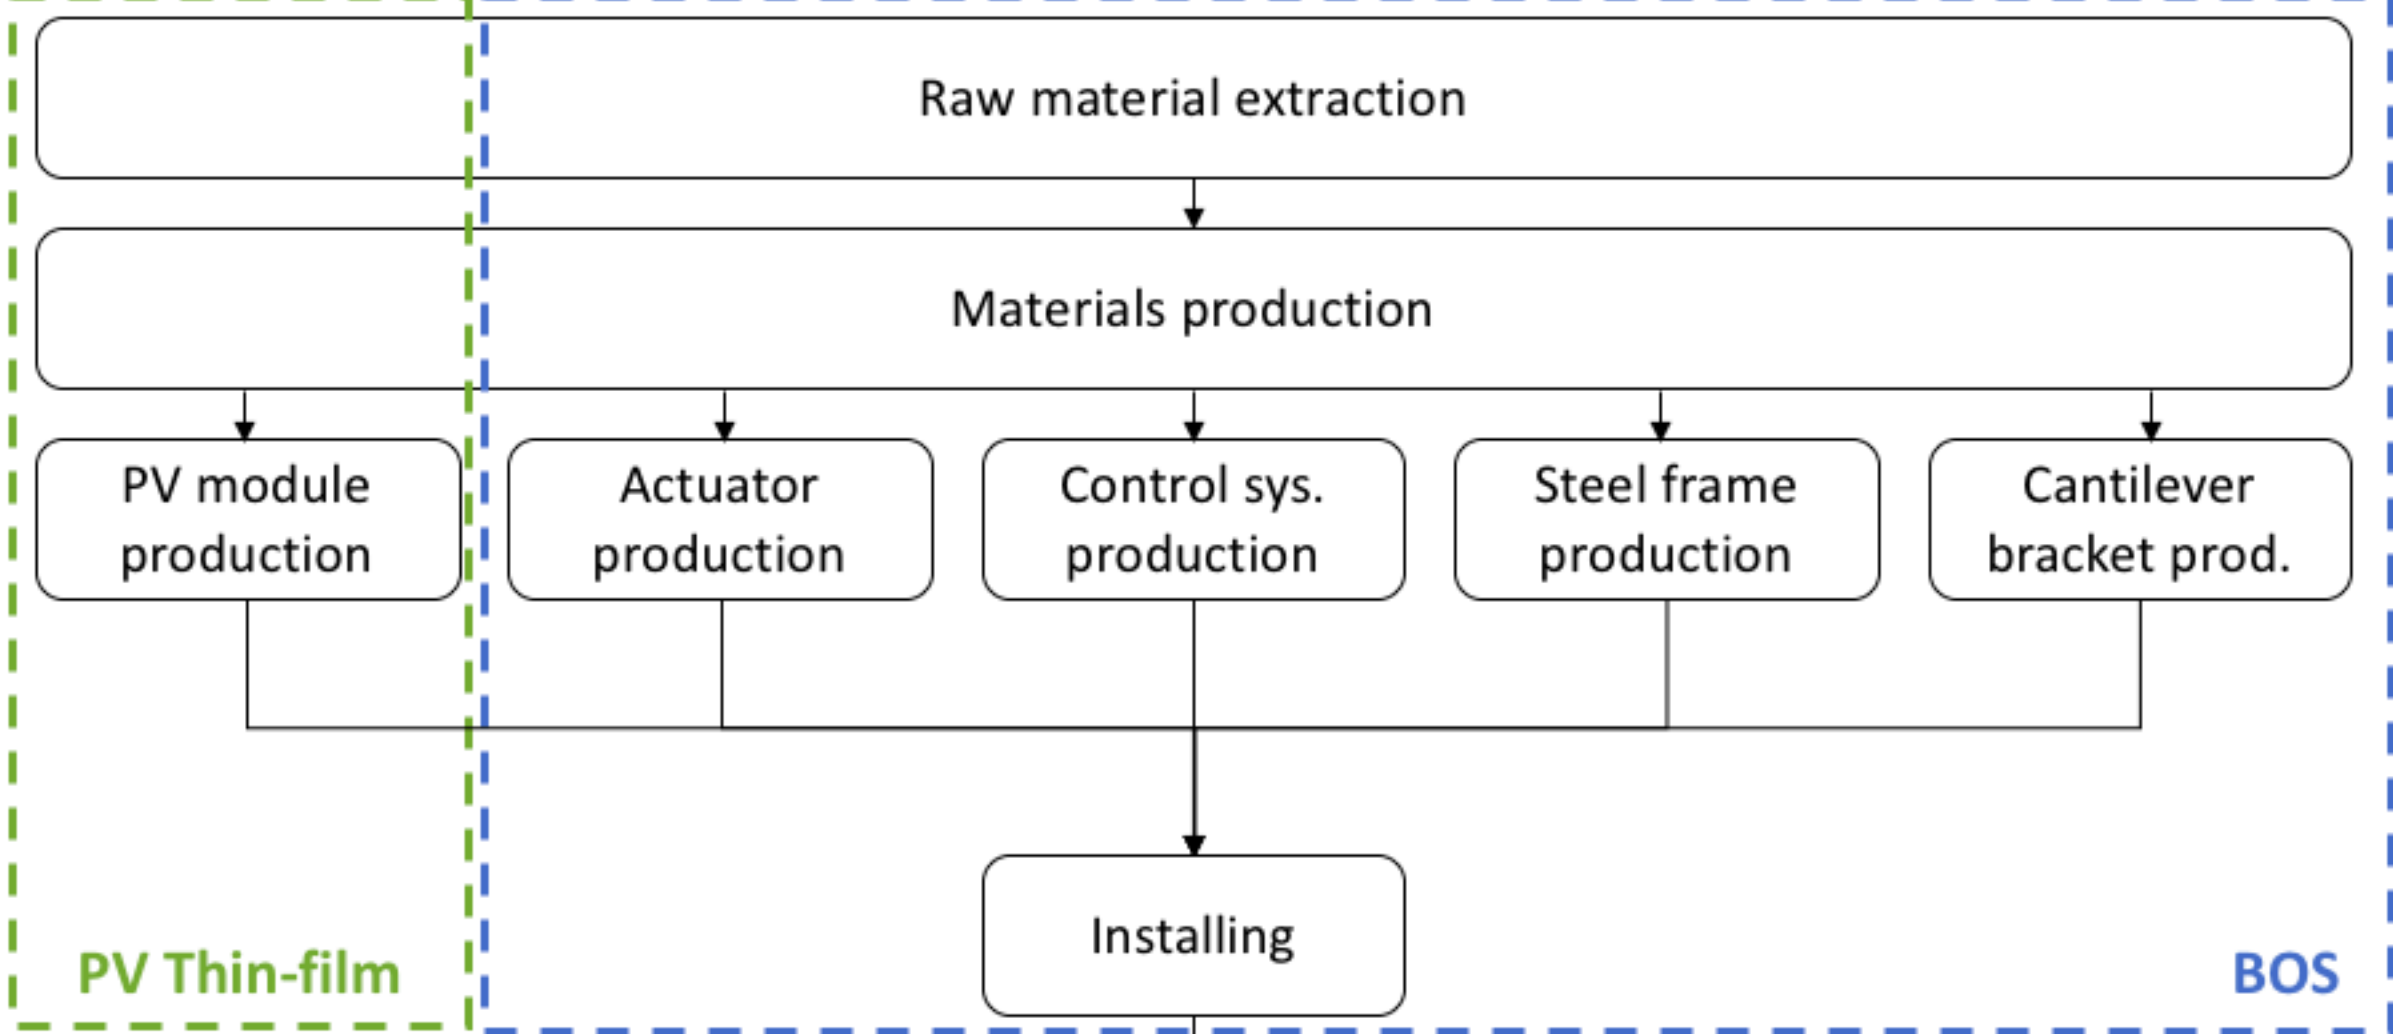 Raw material extraction
Materials production
PV module
production
Actuator
production
Control sys.
production
Steel frame
production
Cantilever
bracket prod.
Installing
PV Thin-film
BOS